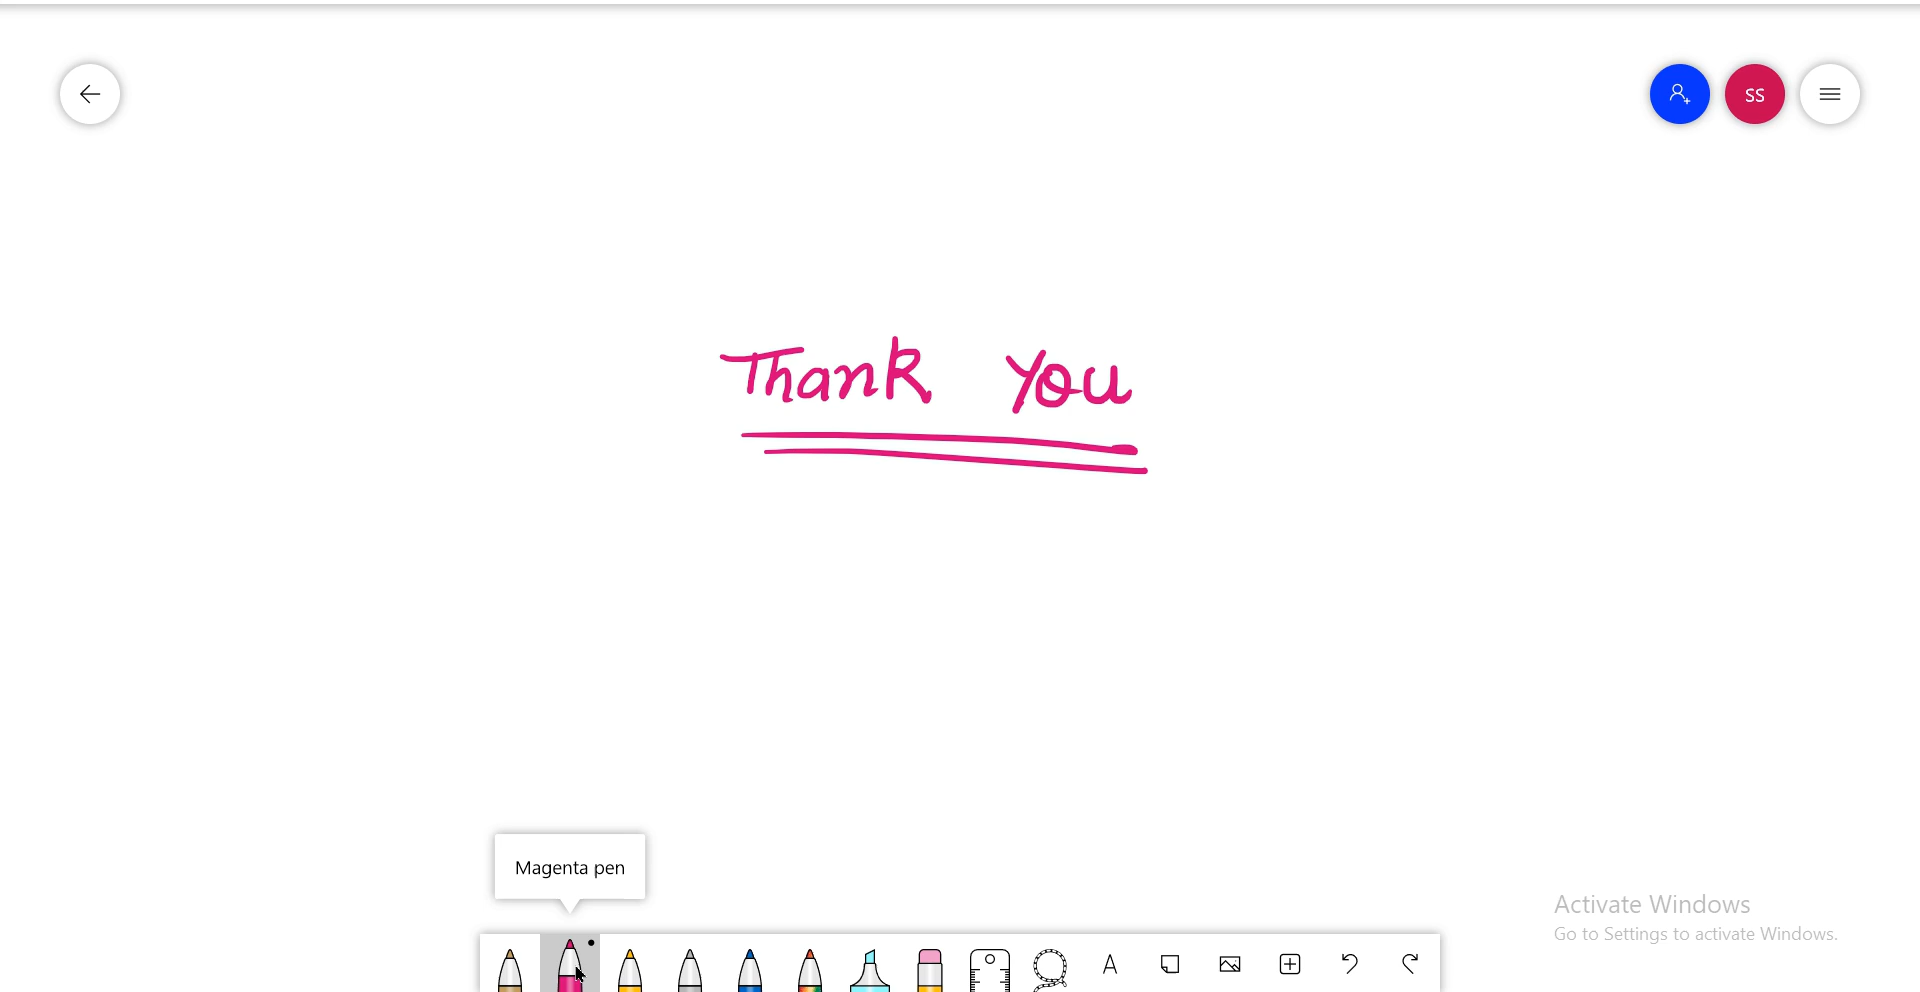 SS
Thank You
Magenta pen
Activate Windows
Go to Settings to activate Windows.